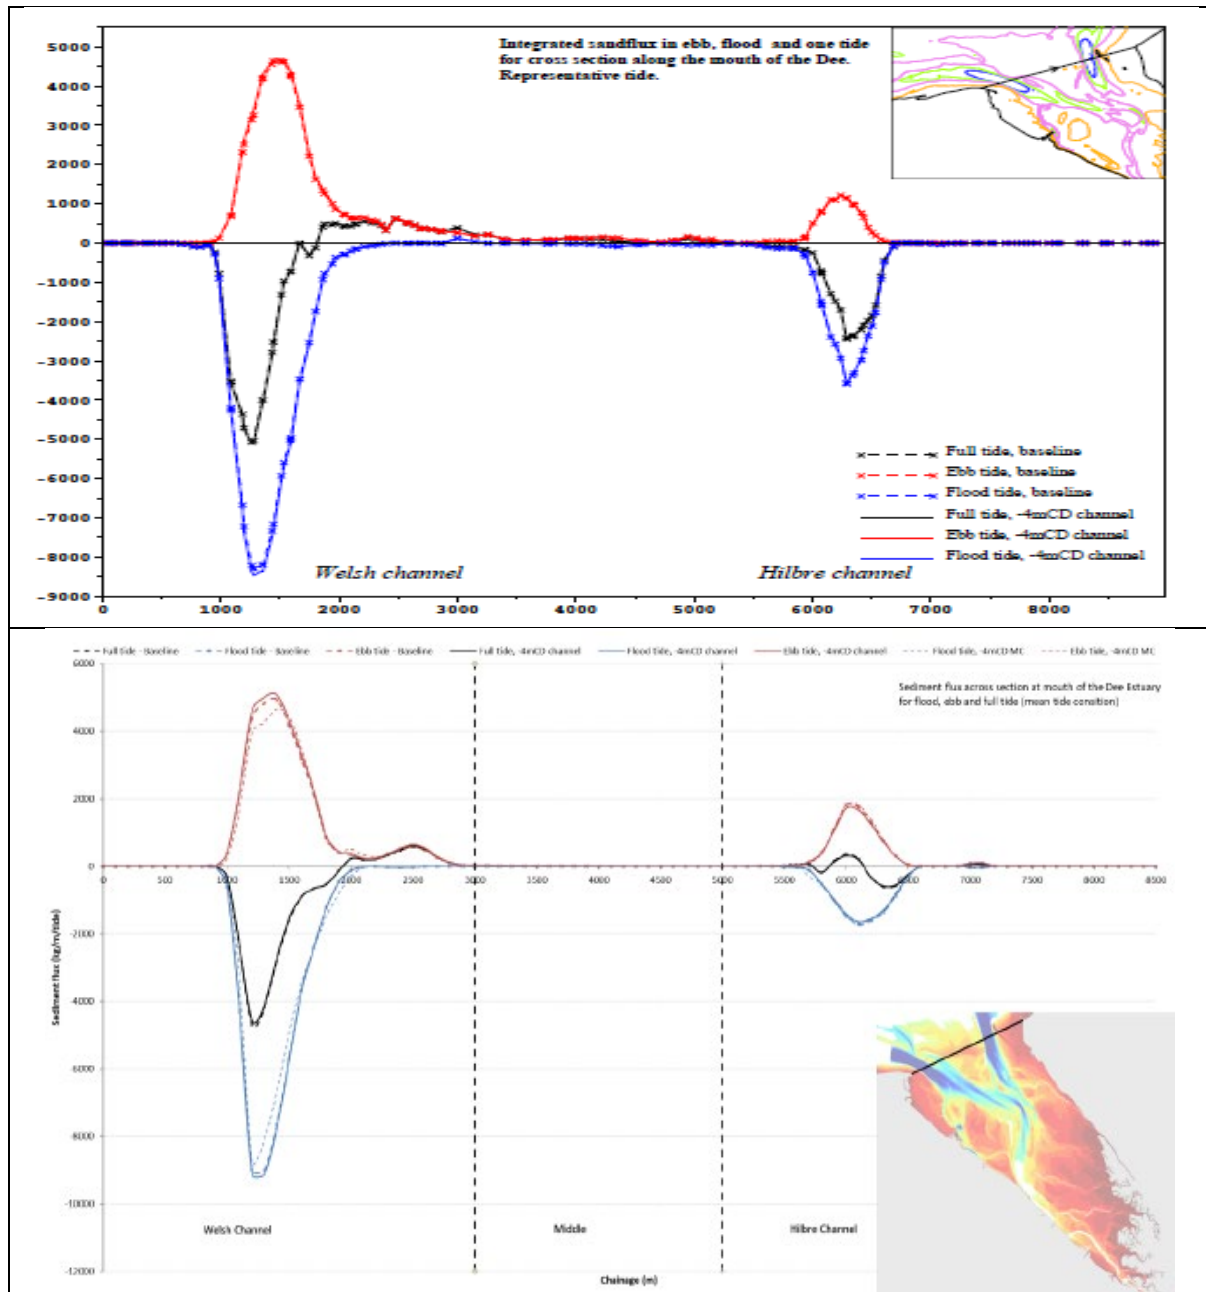 Integrated sandflux in ebb, flood and one tide
for cross section along the mouth of the Dee.
Representative tide.
5000
4000
3000
2000
1000
0
-1000
-2000
-3000
-4000
-5000
-6000
-7000
-8000
-9000
Full tide, baseline
Ebb tide, baseline
Flood tide, baseline
Full tide, -4mCD channel
Ebb tide, -4mCD channel
Flood tide, -4mCD channel
Welsh channel
Hilbre channel
0 1000 2000 3000 4000 5000 6000 7000 8000
Full tide - Baseline Flood tide - Baseline Ebb tide - Baseline Full tide, -4mCD channel Flood tide, -4mCD channel Ebb tide, -4mCD channel Flood tide, -4mCD MC Ebb tide, -4mCD MC
Sediment flux across section at mouth of the Dee Estuary
for flood, ebb and full tide (mean tide consition)
6000
4000
2000
0
-2000
-4000
-6000
-8000
-10000
-12000
0 500 1000 1500 2000 2500 3000 3500 4000 4500 5000 5500 6000 6500 7000 7500 8000 8500
Sediment flux (kg/m/tide)
Welsh Channel
Middle
Hilbre Channel
Chainage (m)